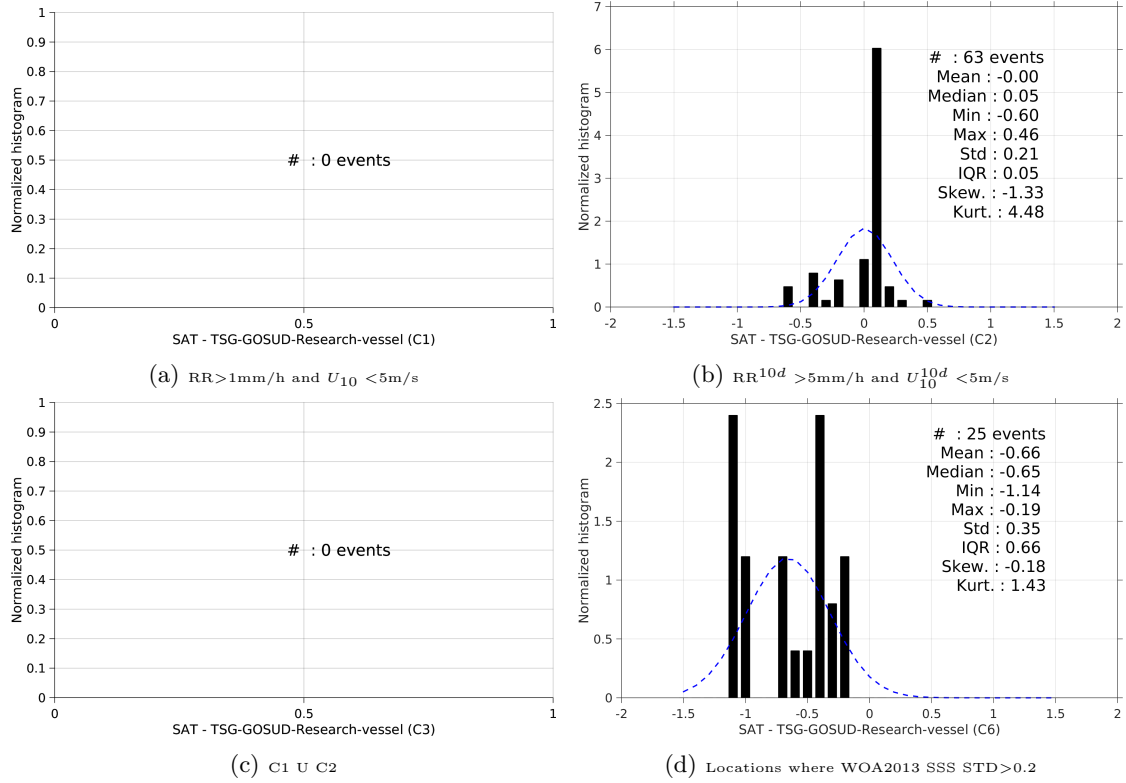 1
0.9
0.8
0.7
0.6
0.5
0.4
0.3
0.2
0.1
0
Normalized histogram
# : 0 events
0 0.5 1
SAT - TSG-GOSUD-Research-vessel (C1)
(a) RR>1mm/h and U10 <5m/s
7
6
5
4
3
2
1
0
Normalized histogram
# : 63 events
Mean : -0.00
Median : 0.05
Min : -0.60
Max : 0.46
Std : 0.21
IQR : 0.05
Skew. : -1.33
Kurt. : 4.48
-2 -1.5 -1 -0.5 0 0.5 1 1.5 2
SAT - TSG-GOSUD-Research-vessel (C2)
(b) RR^10d >5mm/h and U10^10d <5m/s
1
0.9
0.8
0.7
0.6
0.5
0.4
0.3
0.2
0.1
0
Normalized histogram
# : 0 events
0 0.5 1
SAT - TSG-GOSUD-Research-vessel (C3)
(c) C1 U C2
2.5
2
1.5
1
0.5
0
Normalized histogram
# : 25 events
Mean : -0.66
Median : -0.65
Min : -1.14
Max : -0.19
Std : 0.35
IQR : 0.66
Skew. : -0.18
Kurt. : 1.43
-2 -1.5 -1 -0.5 0 0.5 1 1.5 2
SAT - TSG-GOSUD-Research-vessel (C6)
(d) Locations where WOA2013 SSS STD>0.2